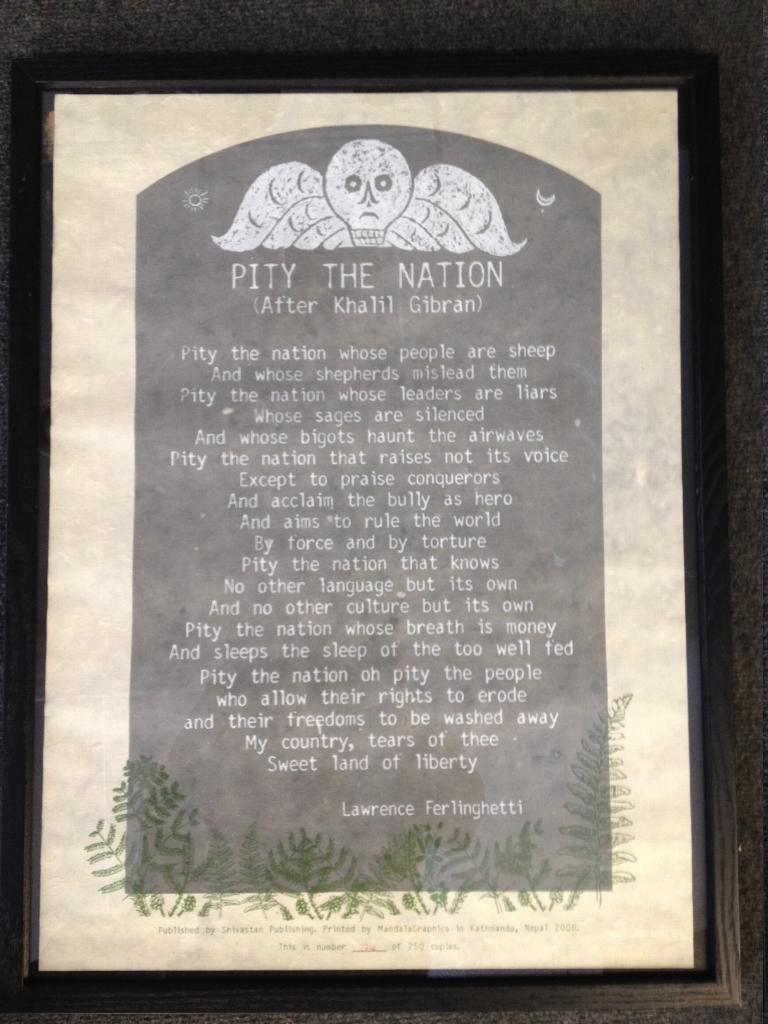 PITY THE NATION
(After Khalil Gibran)
Pity the nation whose people are sheep
And whose shepherds mislead them
Pity the nation whose leaders are liars
Whose sages are silenced
And whose bigots haunt the airwaves
Pity the nation that raises not its voice
Except to praise conquerors
And acclaim the bully as hero
And aims to rule the world
By force and by torture
Pity the nation that knows
No other language but its own
And no other culture but its own
Pity the nation whose breath is money
And sleeps the sleep of the too well fed
Pity the nation oh pity the people
who allow their rights to erode
and their freedoms to be washed away
My country, tears of thee
Sweet land of liberty
Lawrence Ferlinghetti
Published by Shivastan Publishing. Printed by MandalaGraphics in Kathmandu, Nepal 2008.
This is number of 250 copies.